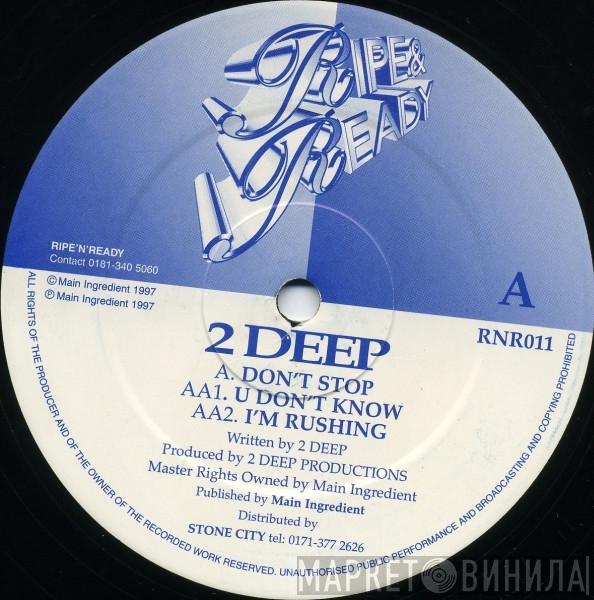 RIPE &
READY
RIPE'N'READY
Contact 0181-340 5060
© Main Ingredient 1997
℗ Main Ingredient 1997
A
RNR011
2 DEEP
A. DON'T STOP
AA1. U DON'T KNOW
AA2. I'M RUSHING
Written by 2 DEEP
Produced by 2 DEEP PRODUCTIONS
Master Rights Owned by Main Ingredient
Published by Main Ingredient
Distributed by
STONE CITY tel: 0171-377 2626
ALL RIGHTS OF THE PRODUCER AND OF THE OWNER OF THE RECORDED WORK RESERVED. UNAUTHORISED PUBLIC PERFORMANCE AND BROADCASTING AND COPYING PROHIBITED
МАРКЕТ ВИНИЛА